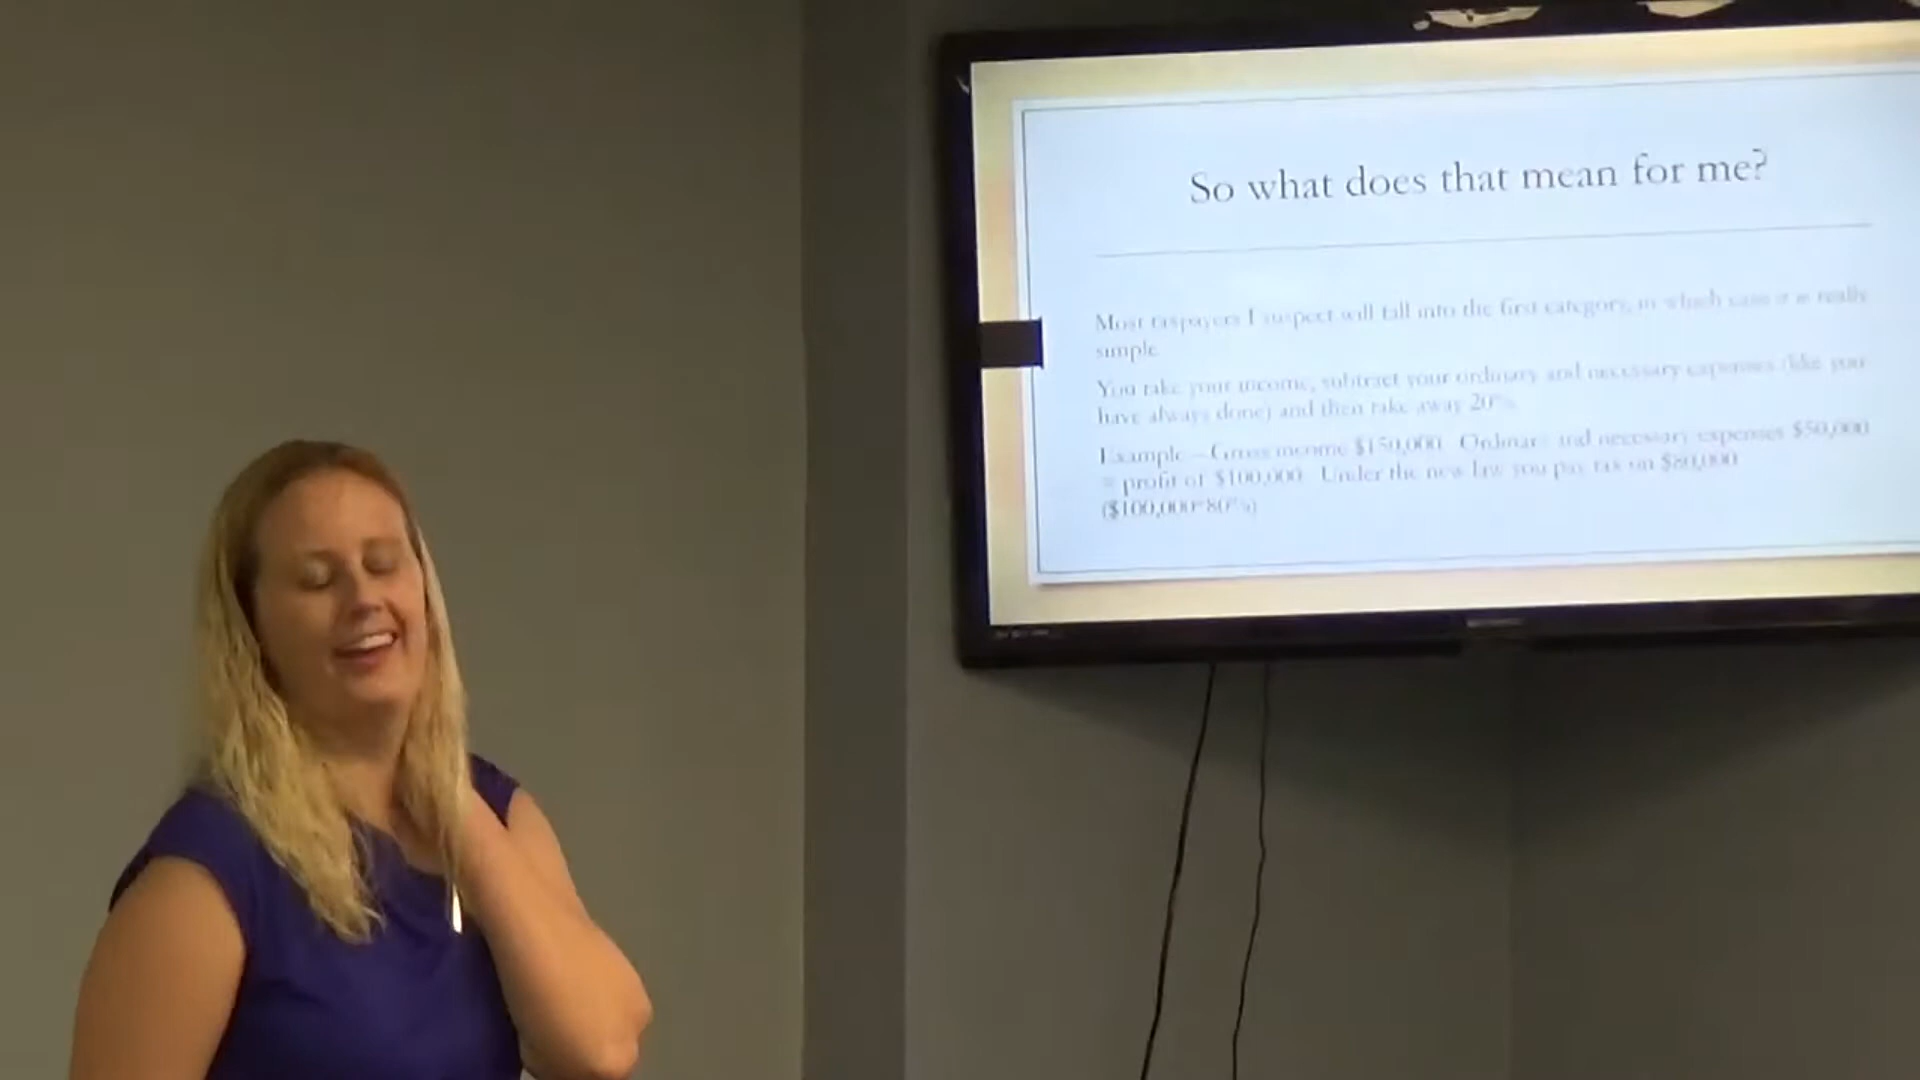 So what does that mean for me?
Most taxpayers I suspect will fall into the first category, in which case it is really
simple.
You take your income, subtract your ordinary and necessary expenses (like you
have always done) and then take away 20%.
Example – Gross income $150,000. Ordinary and necessary expenses $50,000
= profit of $100,000. Under the new law you pay tax on $80,000
($100,000*80%)